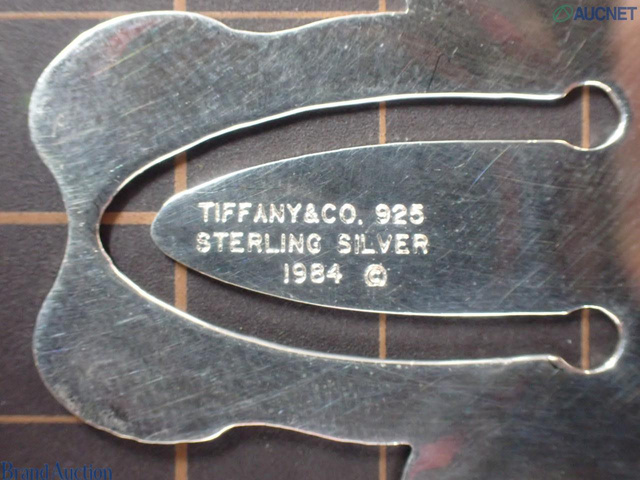 AUCNET
TIFFANY&CO. 925
STERLING SILVER
1984 ©
Brand Auction